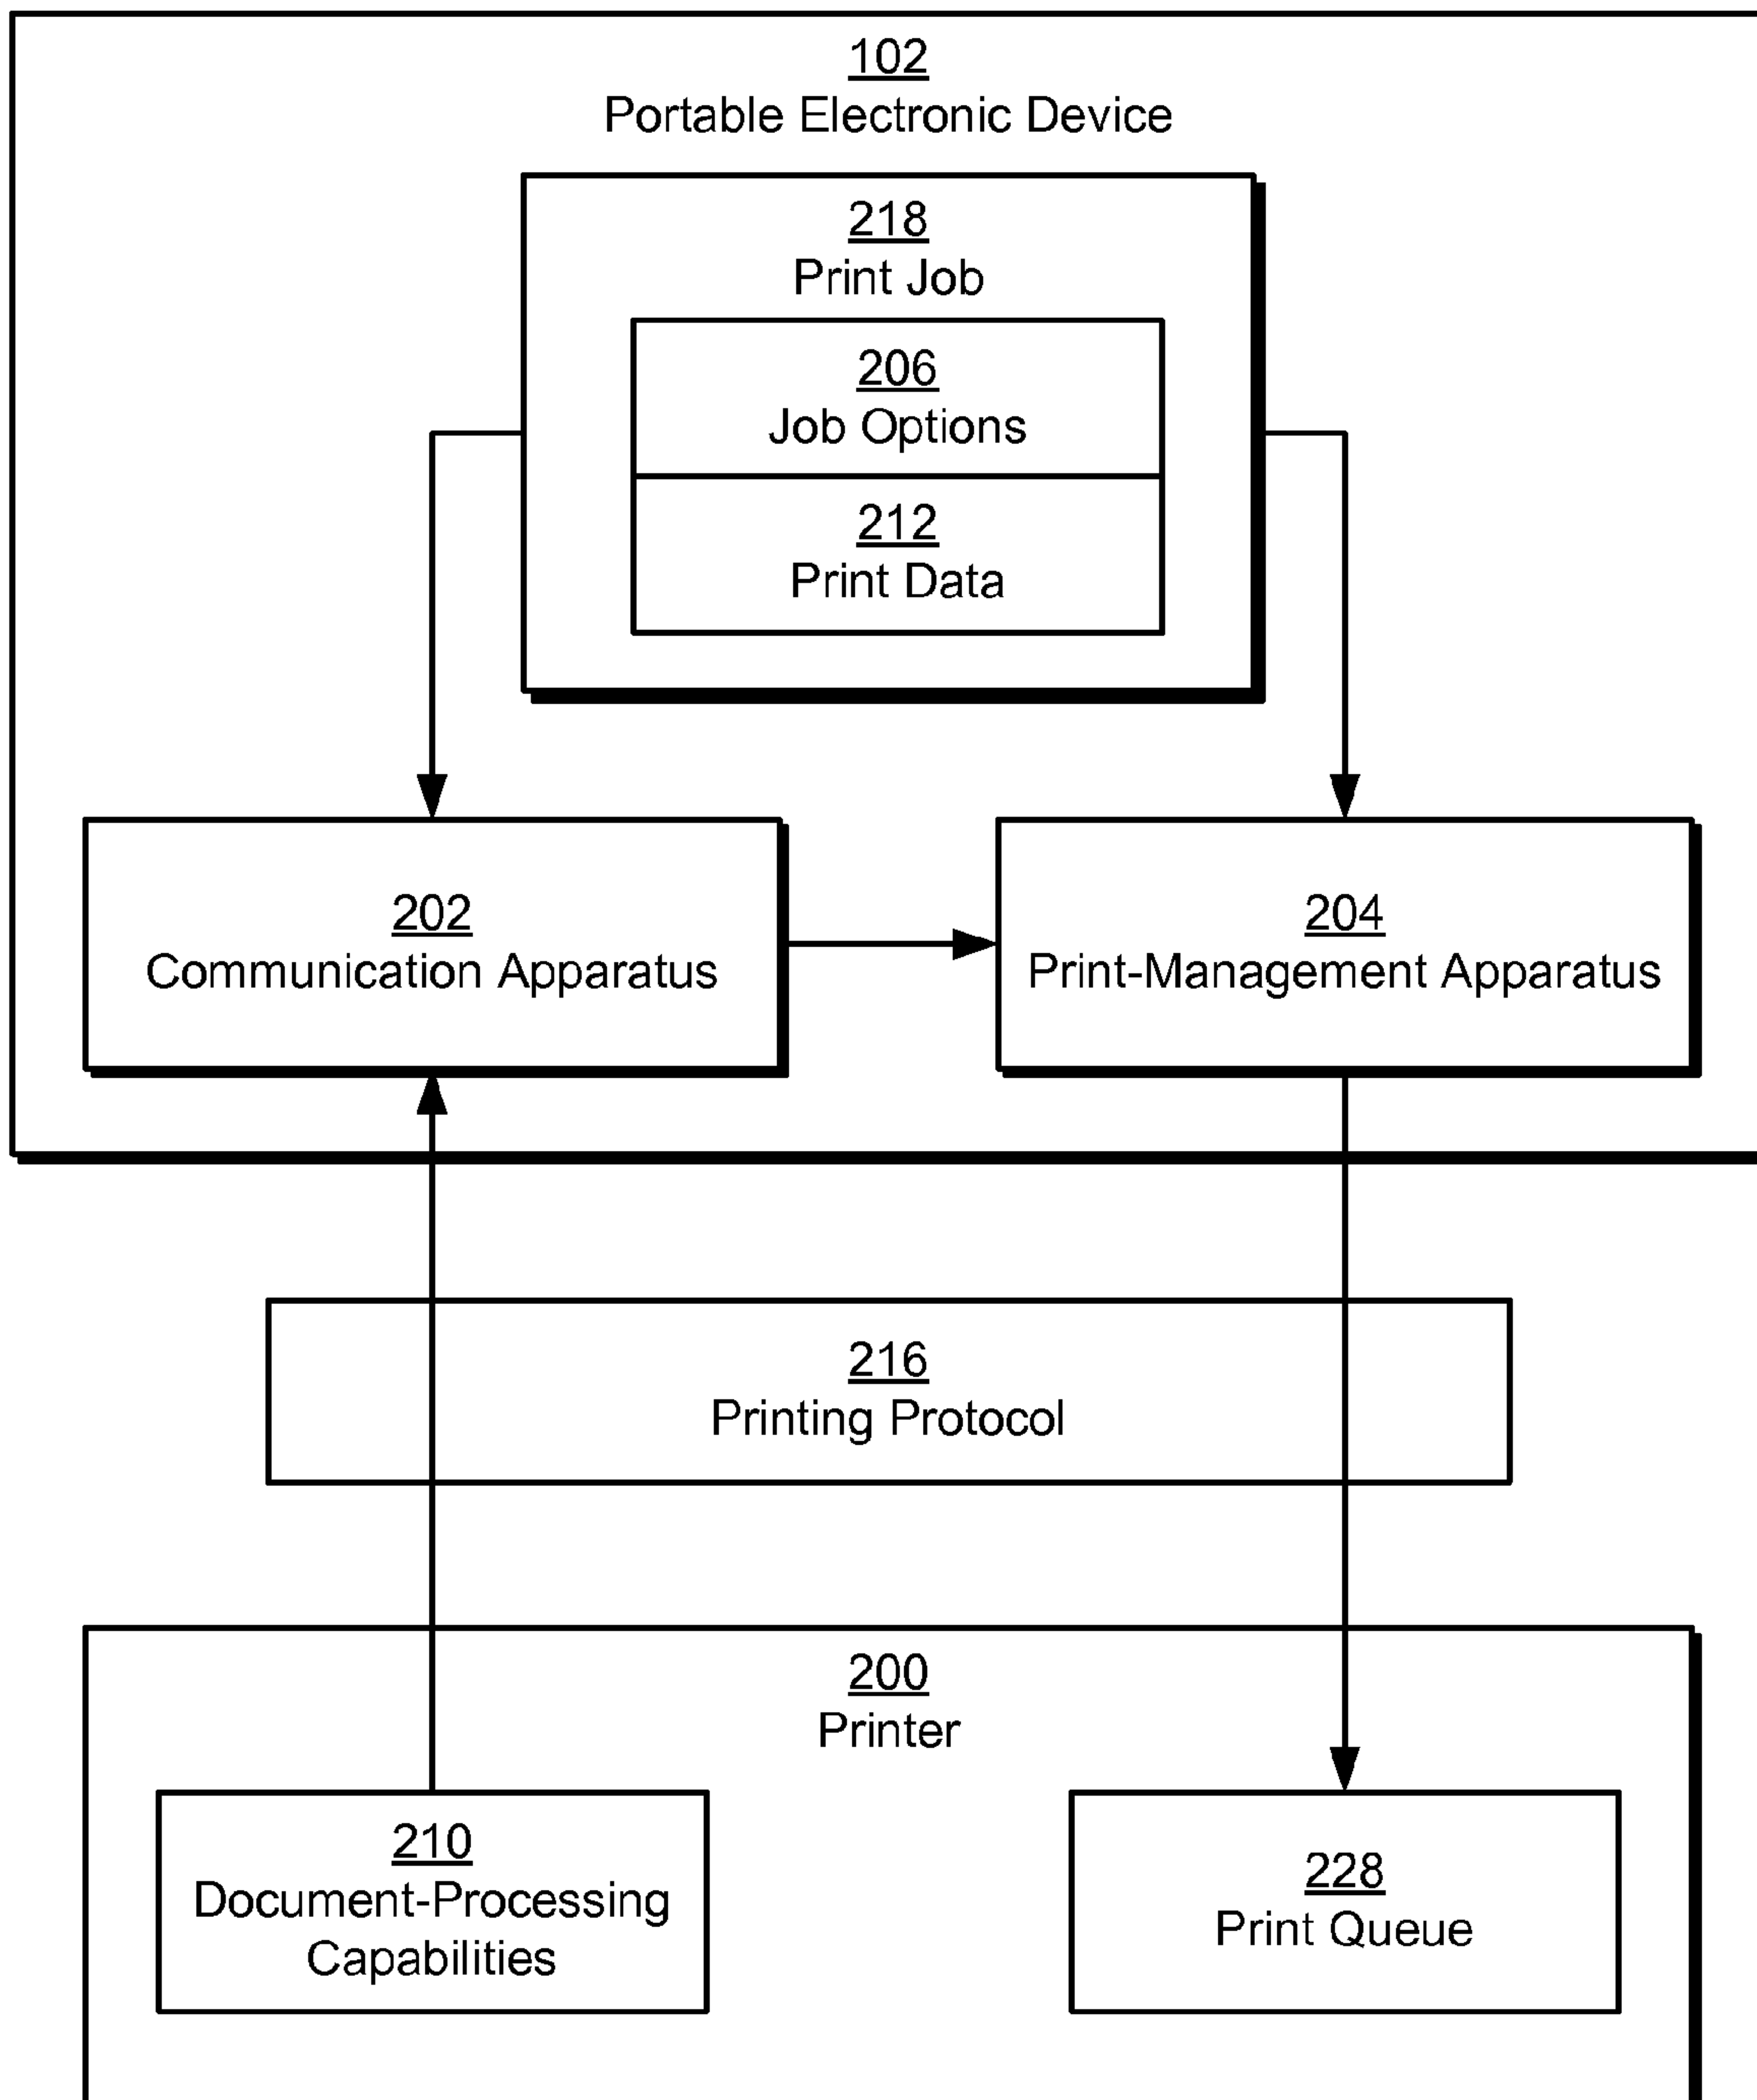 102
Portable Electronic Device
218
Print Job
206
Job Options
212
Print Data
202
Communication Apparatus
204
Print-Management Apparatus
216
Printing Protocol
200
Printer
210
Document-Processing
Capabilities
228
Print Queue